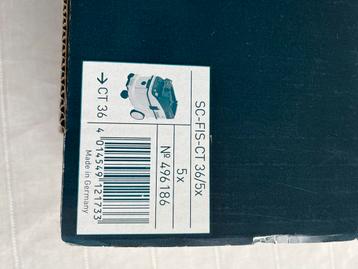 SC-FIS-CT 36/5x
5x
№ 496186
→ CT 36
4 014549 121733
Made in Germany